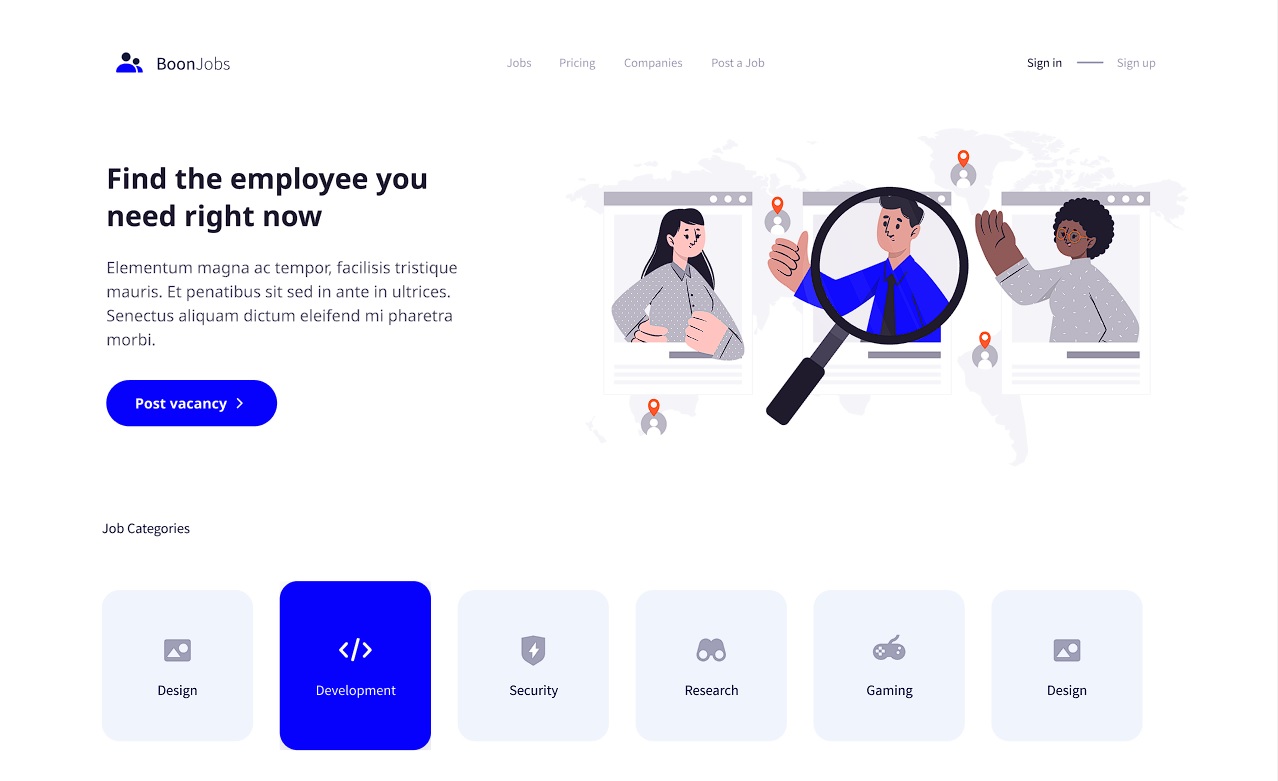 BoonJobs
Jobs Pricing Companies Post a Job
Sign in Sign up
Find the employee you
need right now
Elementum magna ac tempor, facilisis tristique
mauris. Et penatibus sit sed in ante in ultrices.
Senectus aliquam dictum eleifend mi pharetra
morbi.
Post vacancy
Job Categories
Design
Development
Security
Research
Gaming
Design